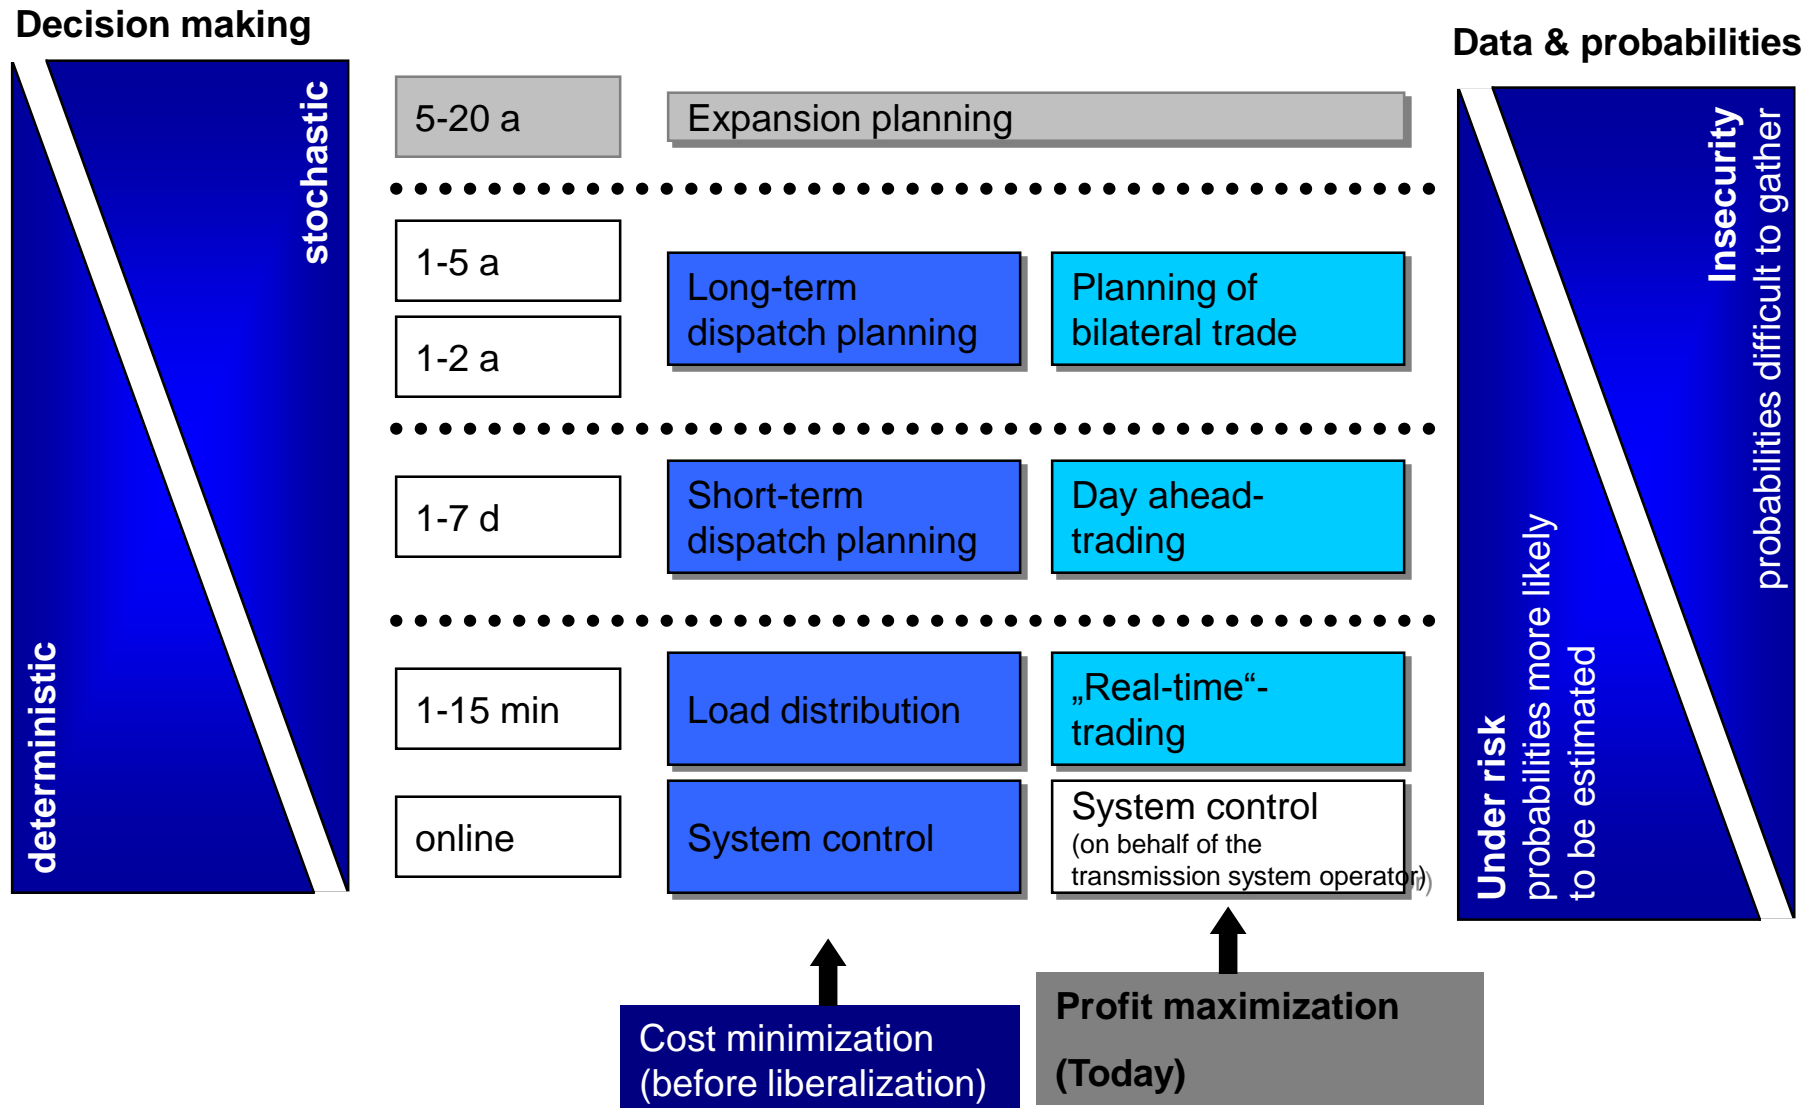 Decision making
Data & probabilities
stochastic
deterministic
5-20 a
Expansion planning
1-5 a
1-2 a
Long-term
dispatch planning
Planning of
bilateral trade
1-7 d
Short-term
dispatch planning
Day ahead-
trading
1-15 min
Load distribution
„Real-time“-
trading
online
System control
System control
(on behalf of the
transmission system operator)
Insecurity
probabilities difficult to gather
Under risk
probabilities more likely
to be estimated
Cost minimization
(before liberalization)
Profit maximization
(Today)